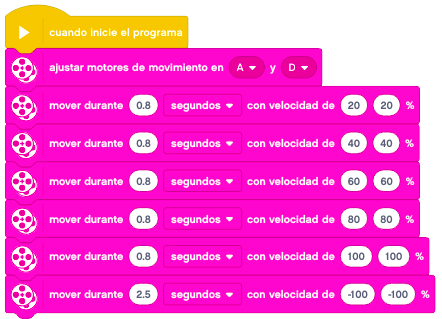 cuando inicie el programa
ajustar motores de movimiento en A y D
mover durante 0.8 segundos con velocidad de 20 20 %
mover durante 0.8 segundos con velocidad de 40 40 %
mover durante 0.8 segundos con velocidad de 60 60 %
mover durante 0.8 segundos con velocidad de 80 80 %
mover durante 0.8 segundos con velocidad de 100 100 %
mover durante 2.5 segundos con velocidad de -100 -100 %